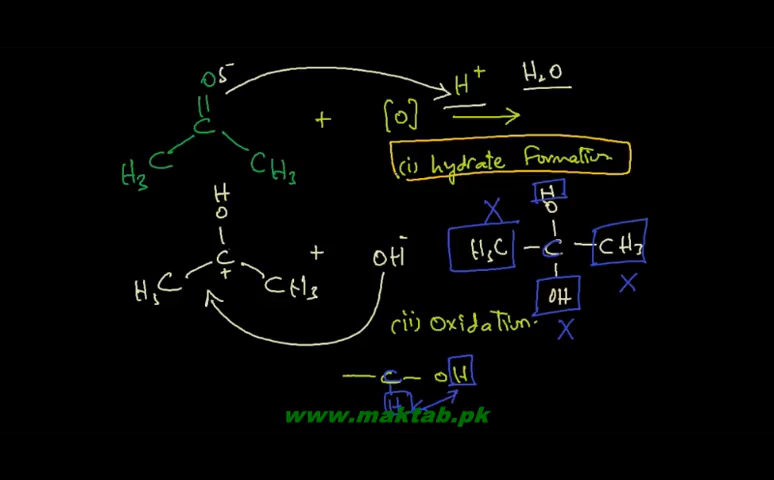 Oδ⁻
H⁺
H₂O
||
C
+
[O]
H₃C
CH₃
(i) hydrate Formation
H
O
C
+
H₃C
CH₃
+
OH⁻
H
O
H₃C – C – CH₃
OH
X
X
X
(ii) Oxidation.
— C – OH
H
www.maktab.pk